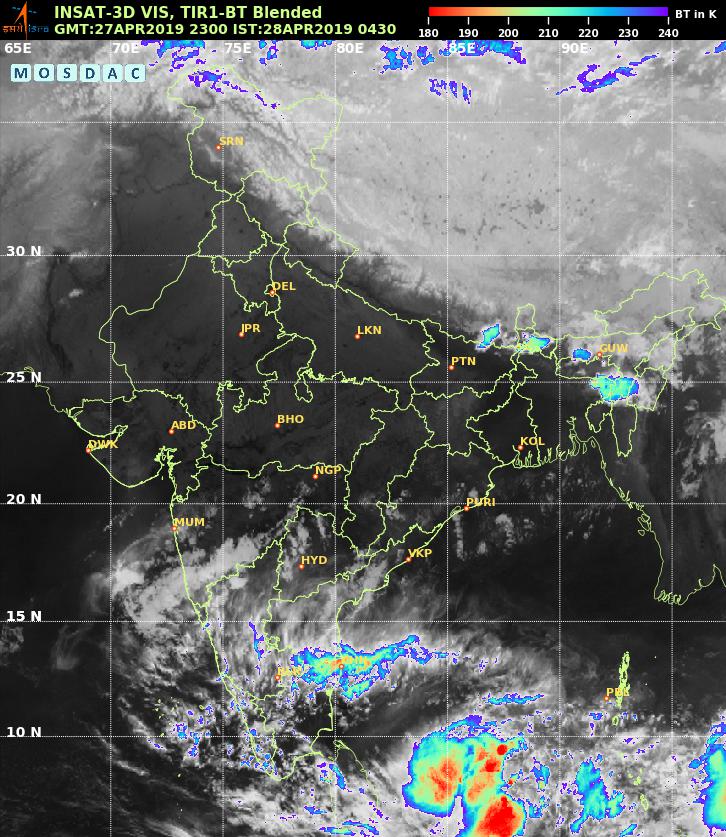 INSAT-3D VIS, TIR1-BT Blended
GMT:27APR2019 2300 IST:28APR2019 0430
BT in K
180 190 200 210 220 230 240
65E 70E 75E 80E 85E 90E
MOSDAC
SRN
30 N
DEL
JPR
LKN
GUW
PTN
25 N
ABD
BHO
DWK
KOL
NGP
20 N
PURI
MUM
VKP
HYD
15 N
PBL
10 N